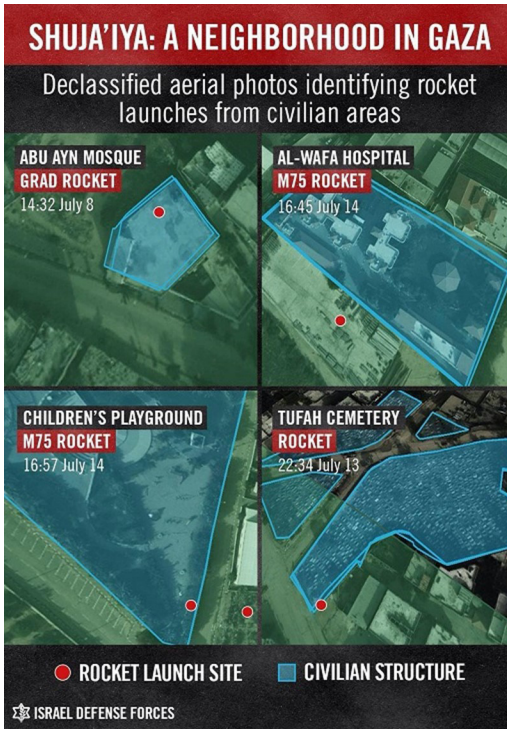 SHUJA'IYA: A NEIGHBORHOOD IN GAZA
Declassified aerial photos identifying rocket
launches from civilian areas
ABU AYN MOSQUE
GRAD ROCKET
14:32 July 8
AL-WAFA HOSPITAL
M75 ROCKET
16:45 July 14
CHILDREN'S PLAYGROUND
M75 ROCKET
16:57 July 14
TUFAH CEMETERY
ROCKET
22:34 July 13
ROCKET LAUNCH SITE
CIVILIAN STRUCTURE
ISRAEL DEFENSE FORCES